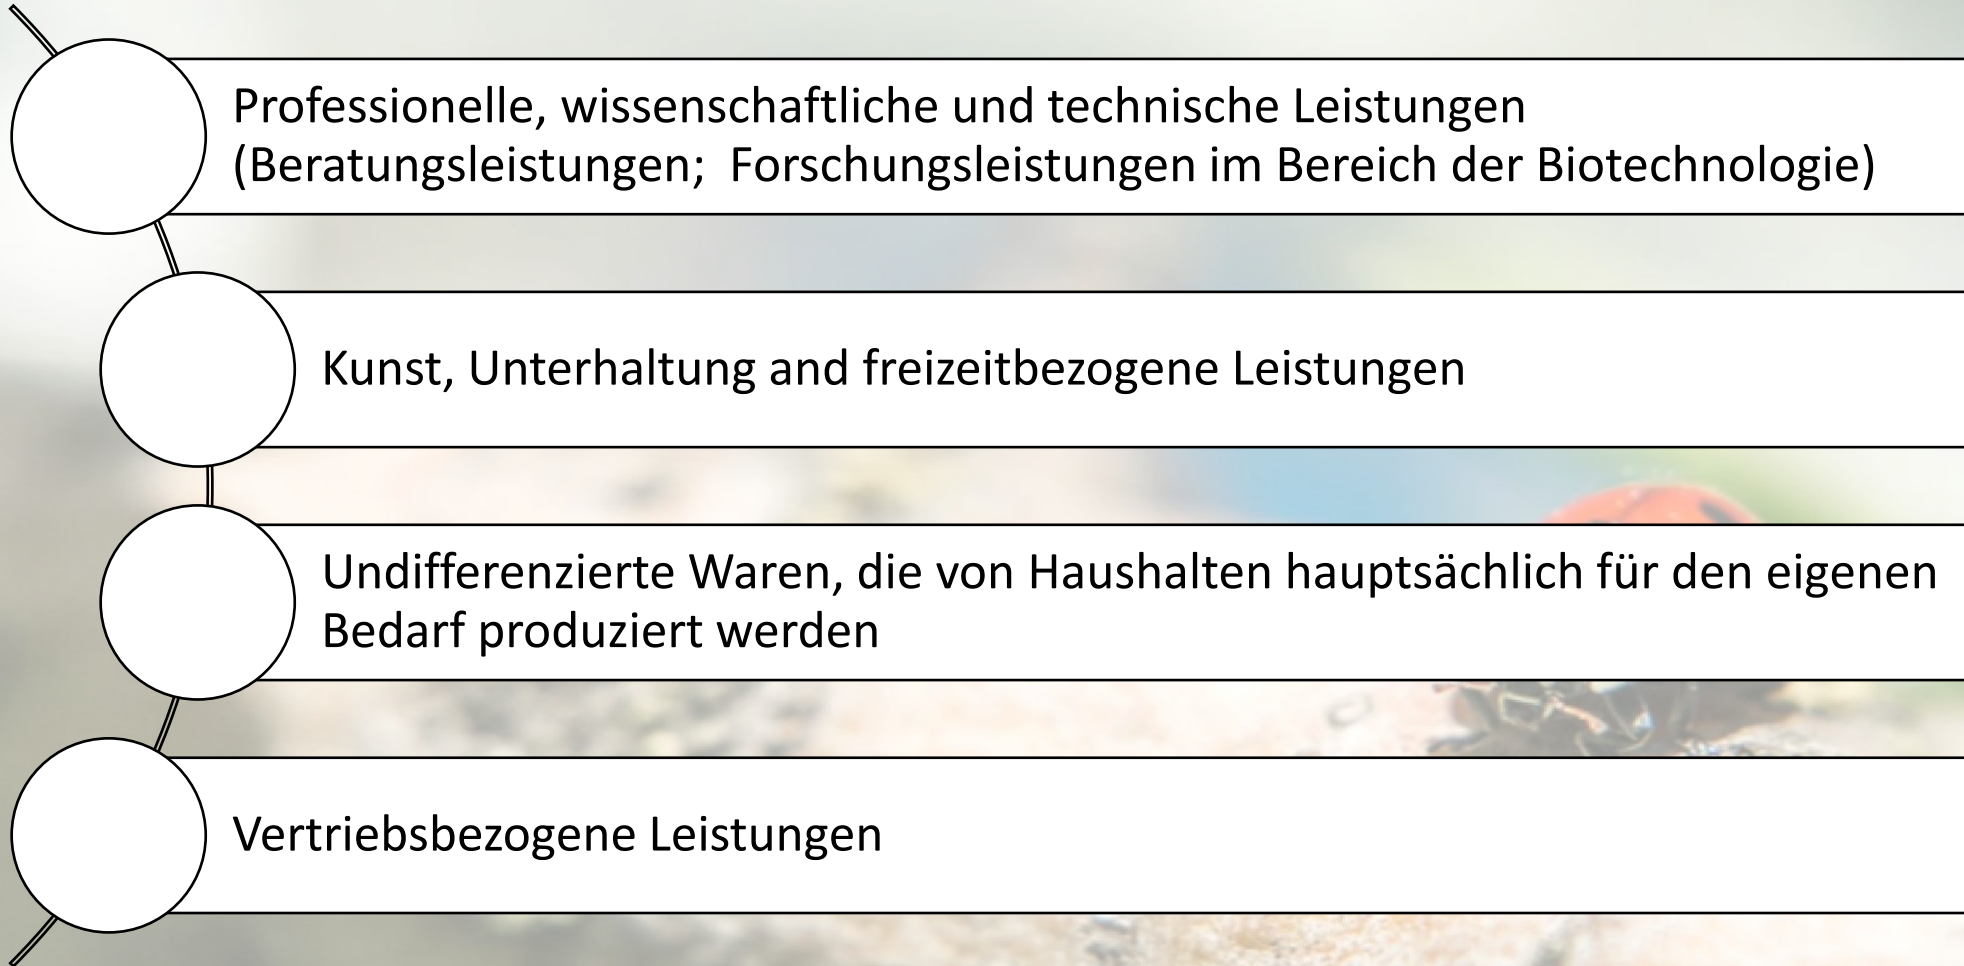 Professionelle, wissenschaftliche und technische Leistungen
(Beratungsleistungen;  Forschungsleistungen im Bereich der Biotechnologie)
Kunst, Unterhaltung and freizeitbezogene Leistungen
Undifferenzierte Waren, die von Haushalten hauptsächlich für den eigenen
Bedarf produziert werden
Vertriebsbezogene Leistungen